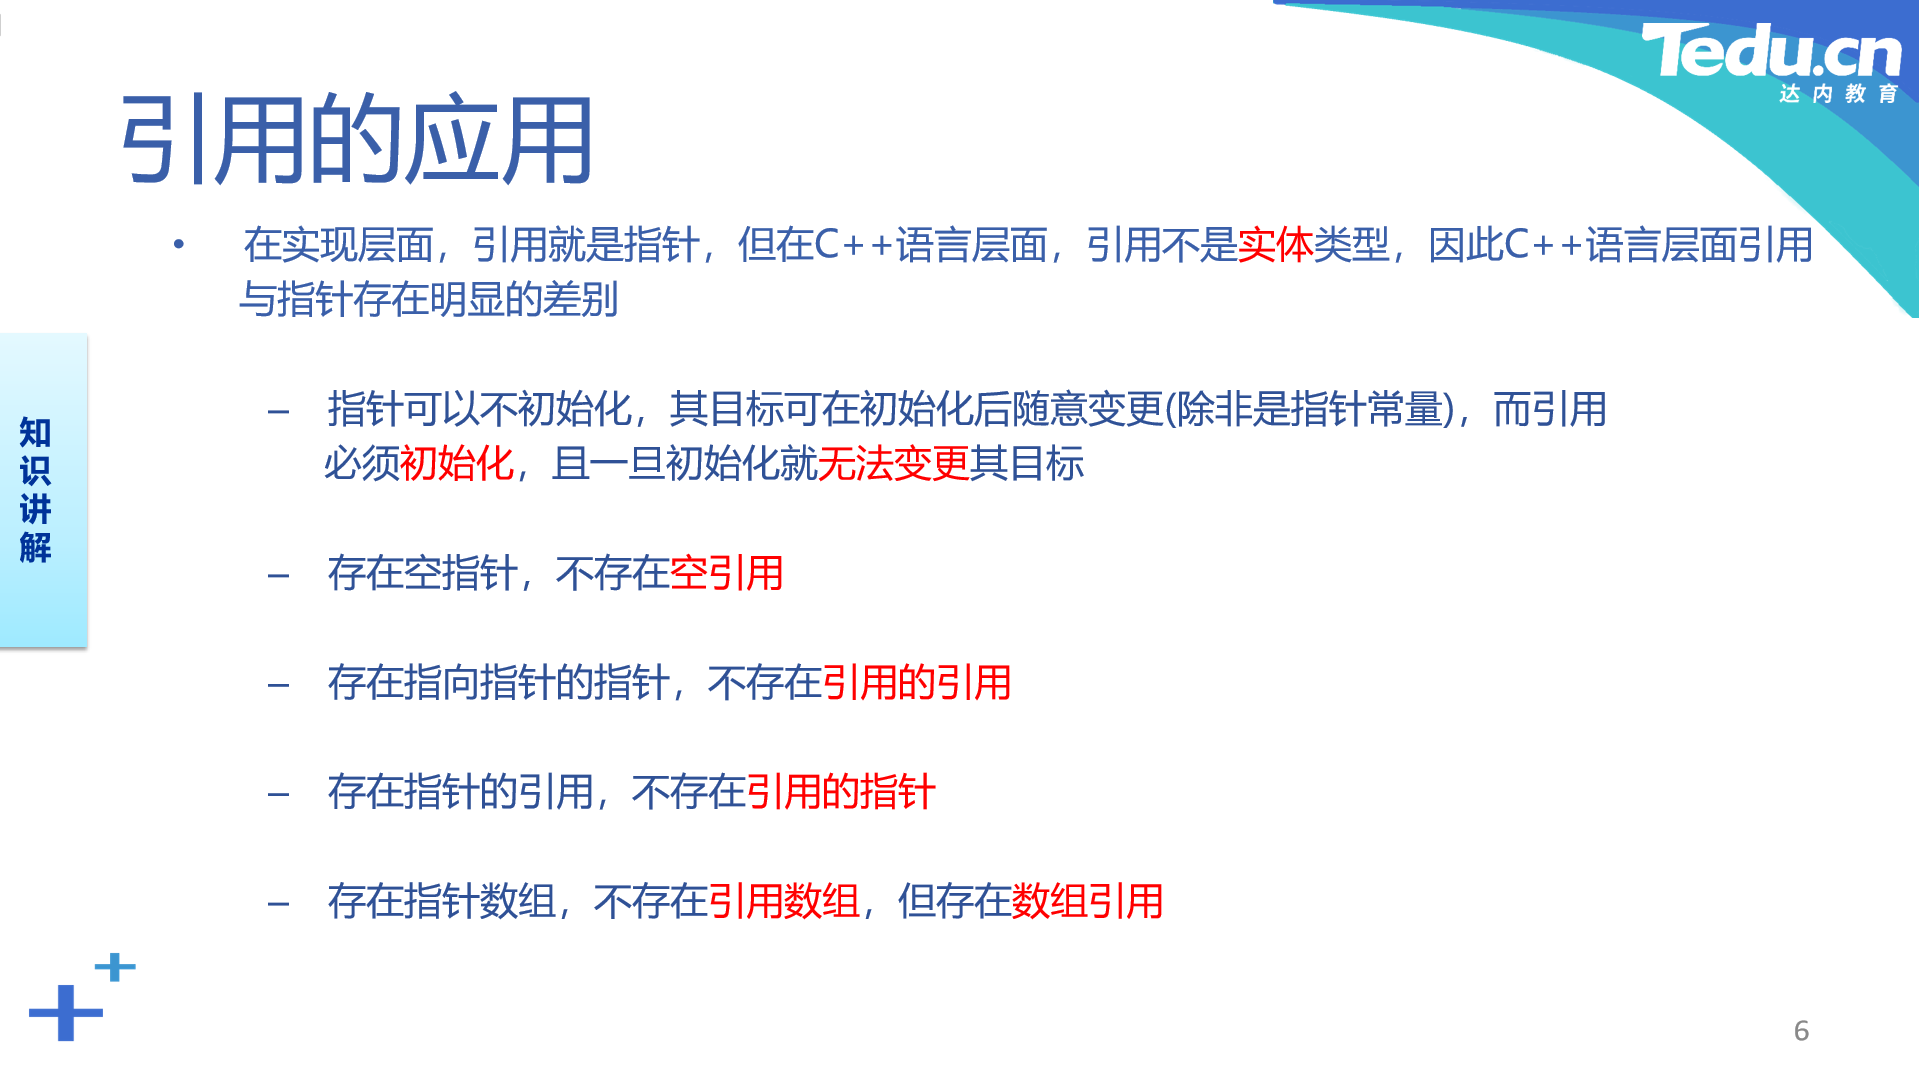 Tedu.cn
达内教育
引用的应用
• 在实现层面，引用就是指针，但在C++语言层面，引用不是实体类型，因此C++语言层面引用
与指针存在明显的差别
– 指针可以不初始化，其目标可在初始化后随意变更(除非是指针常量)，而引用
必须初始化，且一旦初始化就无法变更其目标
– 存在空指针，不存在空引用
– 存在指向指针的指针，不存在引用的引用
– 存在指针的引用，不存在引用的指针
– 存在指针数组，不存在引用数组，但存在数组引用
知
识
讲
解
6